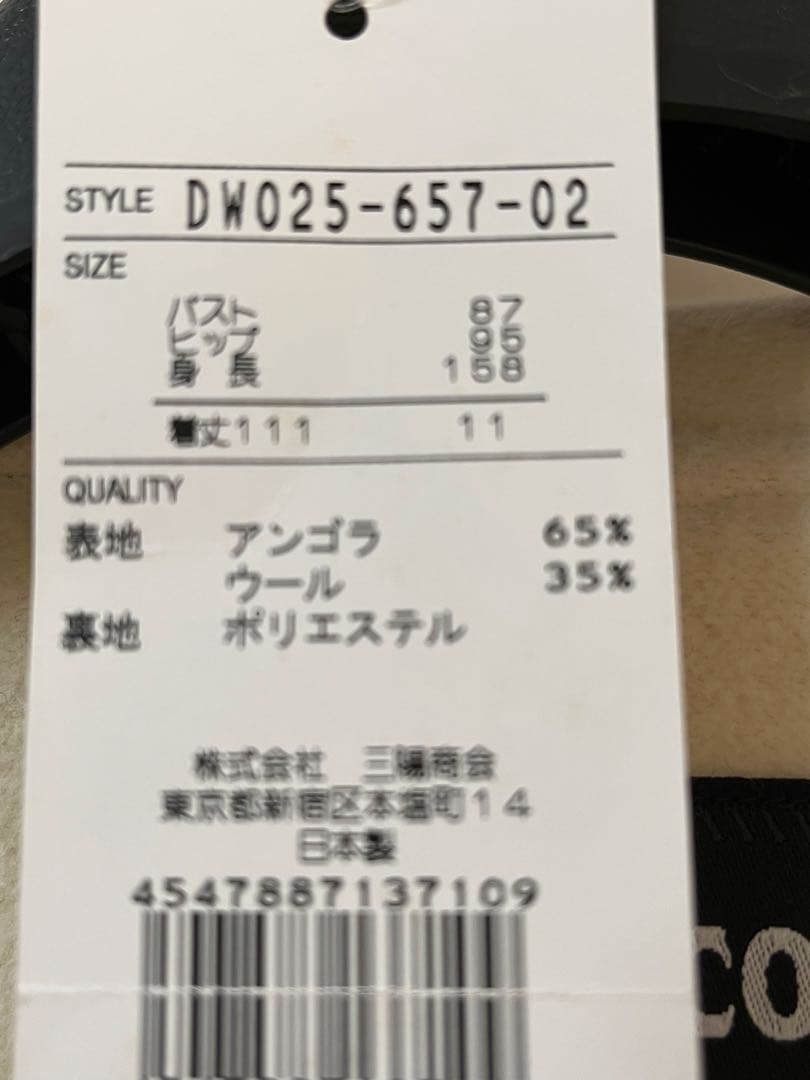 STYLE DW025-657-02
SIZE
バスト 87
ヒップ 95
身 長 158
着丈111 11
QUALITY
表地 アンゴラ 65%
ウール 35%
裏地 ポリエステル
株式会社 三陽商会
東京都新宿区本塩町14
日本製
4547887137109
CO